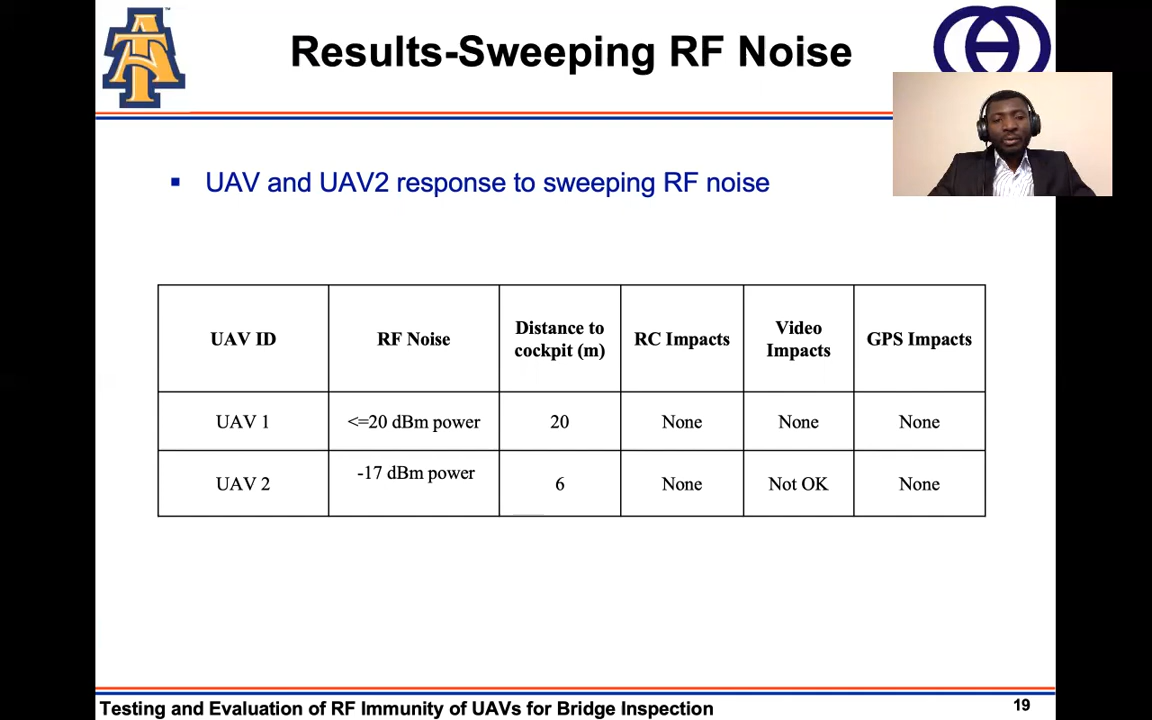 Results-Sweeping RF Noise
▪ UAV and UAV2 response to sweeping RF noise
UAV ID
RF Noise
Distance to
cockpit (m)
RC Impacts
Video
Impacts
GPS Impacts
UAV 1
<=20 dBm power
20
None
None
None
UAV 2
-17 dBm power
6
None
Not OK
None
Testing and Evaluation of RF Immunity of UAVs for Bridge Inspection
19